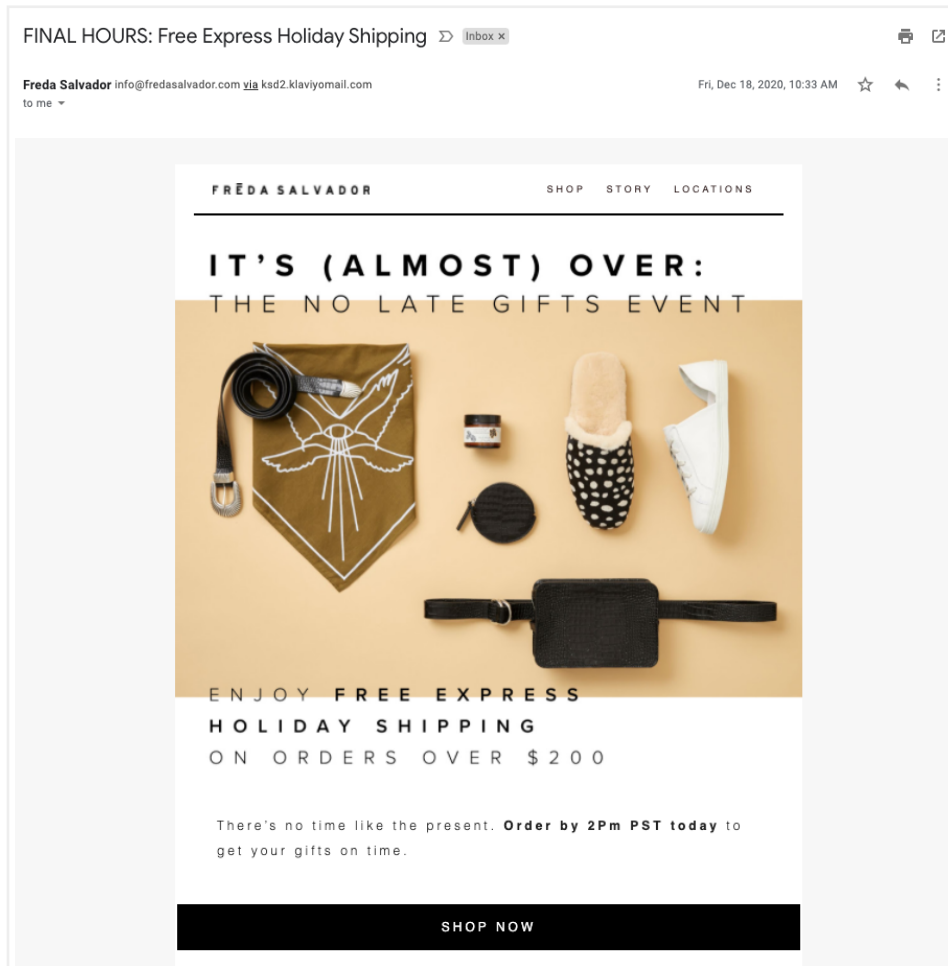 FINAL HOURS: Free Express Holiday Shipping Inbox x
Freda Salvador info@fredasalvador.com via ksd2.klaviyomail.com Fri, Dec 18, 2020, 10:33 AM
to me
FRĒDA SALVADOR SHOP STORY LOCATIONS
IT'S (ALMOST) OVER:
THE NO LATE GIFTS EVENT
ENJOY FREE EXPRESS
HOLIDAY SHIPPING
ON ORDERS OVER $200
There's no time like the present. Order by 2Pm PST today to
get your gifts on time.
SHOP NOW